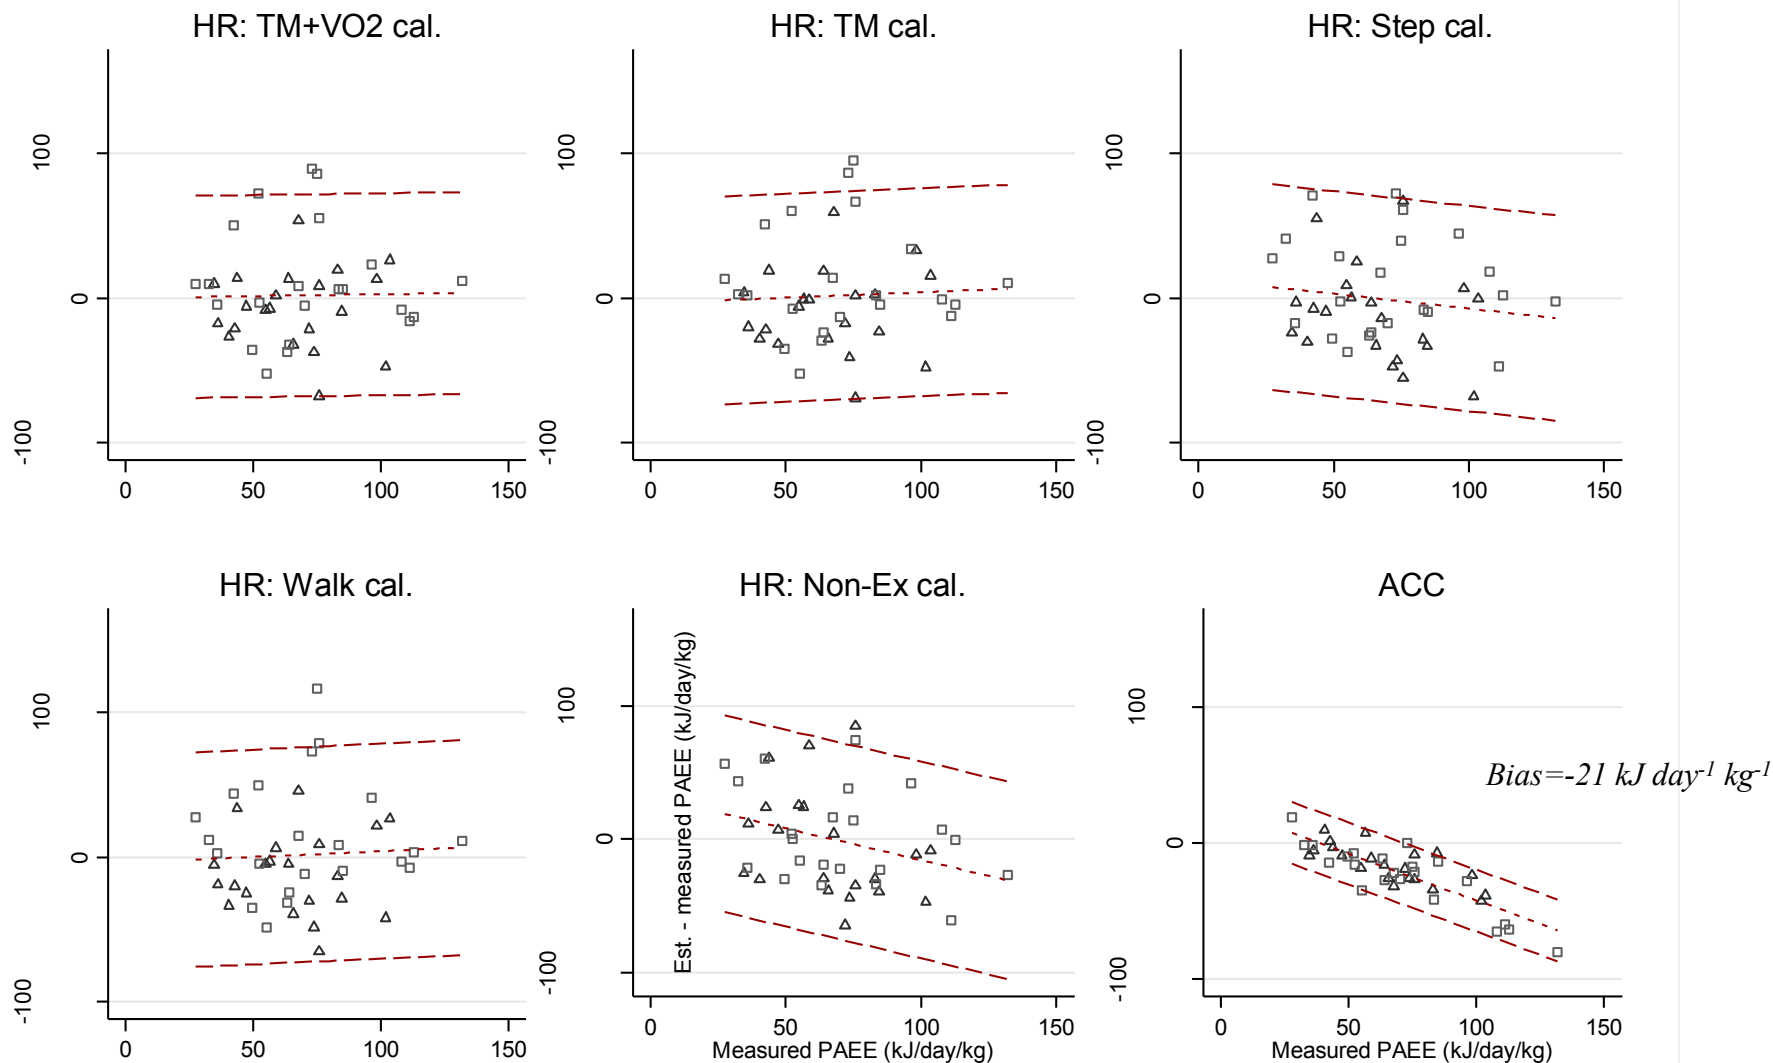 HR: TM+VO2 cal.
HR: TM cal.
HR: Step cal.
100
0
-100
0 50 100 150
100
0
-100
0 50 100 150
100
0
-100
0 50 100 150
HR: Walk cal.
HR: Non-Ex cal.
ACC
100
0
-100
0 50 100 150
100
0
-100
Est. - measured PAEE (kJ/day/kg)
0 50 100 150
Measured PAEE (kJ/day/kg)
100
0
-100
Bias=-21 kJ day⁻¹ kg⁻¹
0 50 100 150
Measured PAEE (kJ/day/kg)